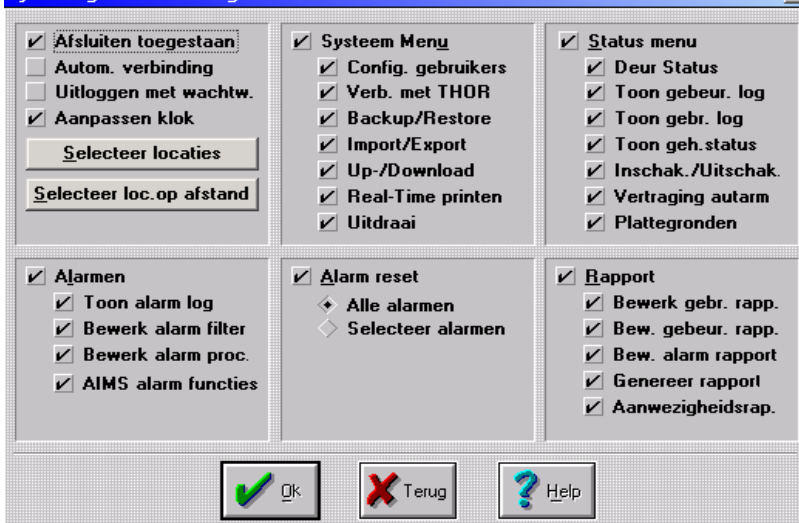 Afsluiten toegestaan
Autom. verbinding
Uitloggen met wachtw.
Aanpassen klok
Selecteer locaties
Selecteer loc.op afstand
Systeem Menu
Config. gebruikers
Verb. met THOR
Backup/Restore
Import/Export
Up-/Download
Real-Time printen
Uitdraai
Status menu
Deur Status
Toon gebeur. log
Toon gebr. log
Toon geh.status
Inschak./Uitschak.
Vertraging autarm
Plattegronden
Alarmen
Toon alarm log
Bewerk alarm filter
Bewerk alarm proc.
AIMS alarm functies
Alarm reset
Alle alarmen
Selecteer alarmen
Rapport
Bewerk gebr. rapp.
Bew. gebeur. rapp.
Bew. alarm rapport
Genereer rapport
Aanwezigheidsrap.
Ok
Terug
Help